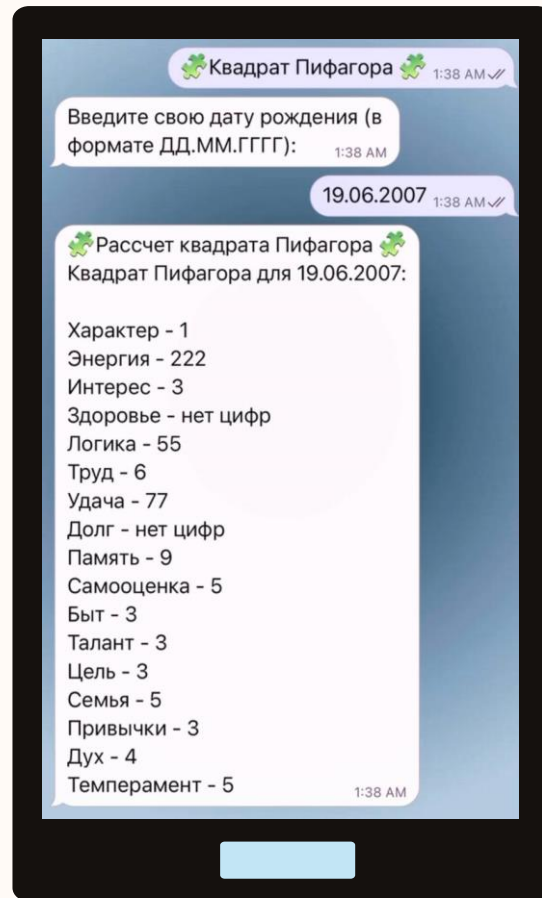 🧩Квадрат Пифагора 🧩 1:38 AM
Введите свою дату рождения (в
формате ДД.ММ.ГГГГ): 1:38 AM
19.06.2007 1:38 AM
🧩Рассчет квадрата Пифагора 🧩
Квадрат Пифагора для 19.06.2007:
Характер - 1
Энергия - 222
Интерес - 3
Здоровье - нет цифр
Логика - 55
Труд - 6
Удача - 77
Долг - нет цифр
Память - 9
Самооценка - 5
Быт - 3
Талант - 3
Цель - 3
Семья - 5
Привычки - 3
Дух - 4
Темперамент - 5 1:38 AM